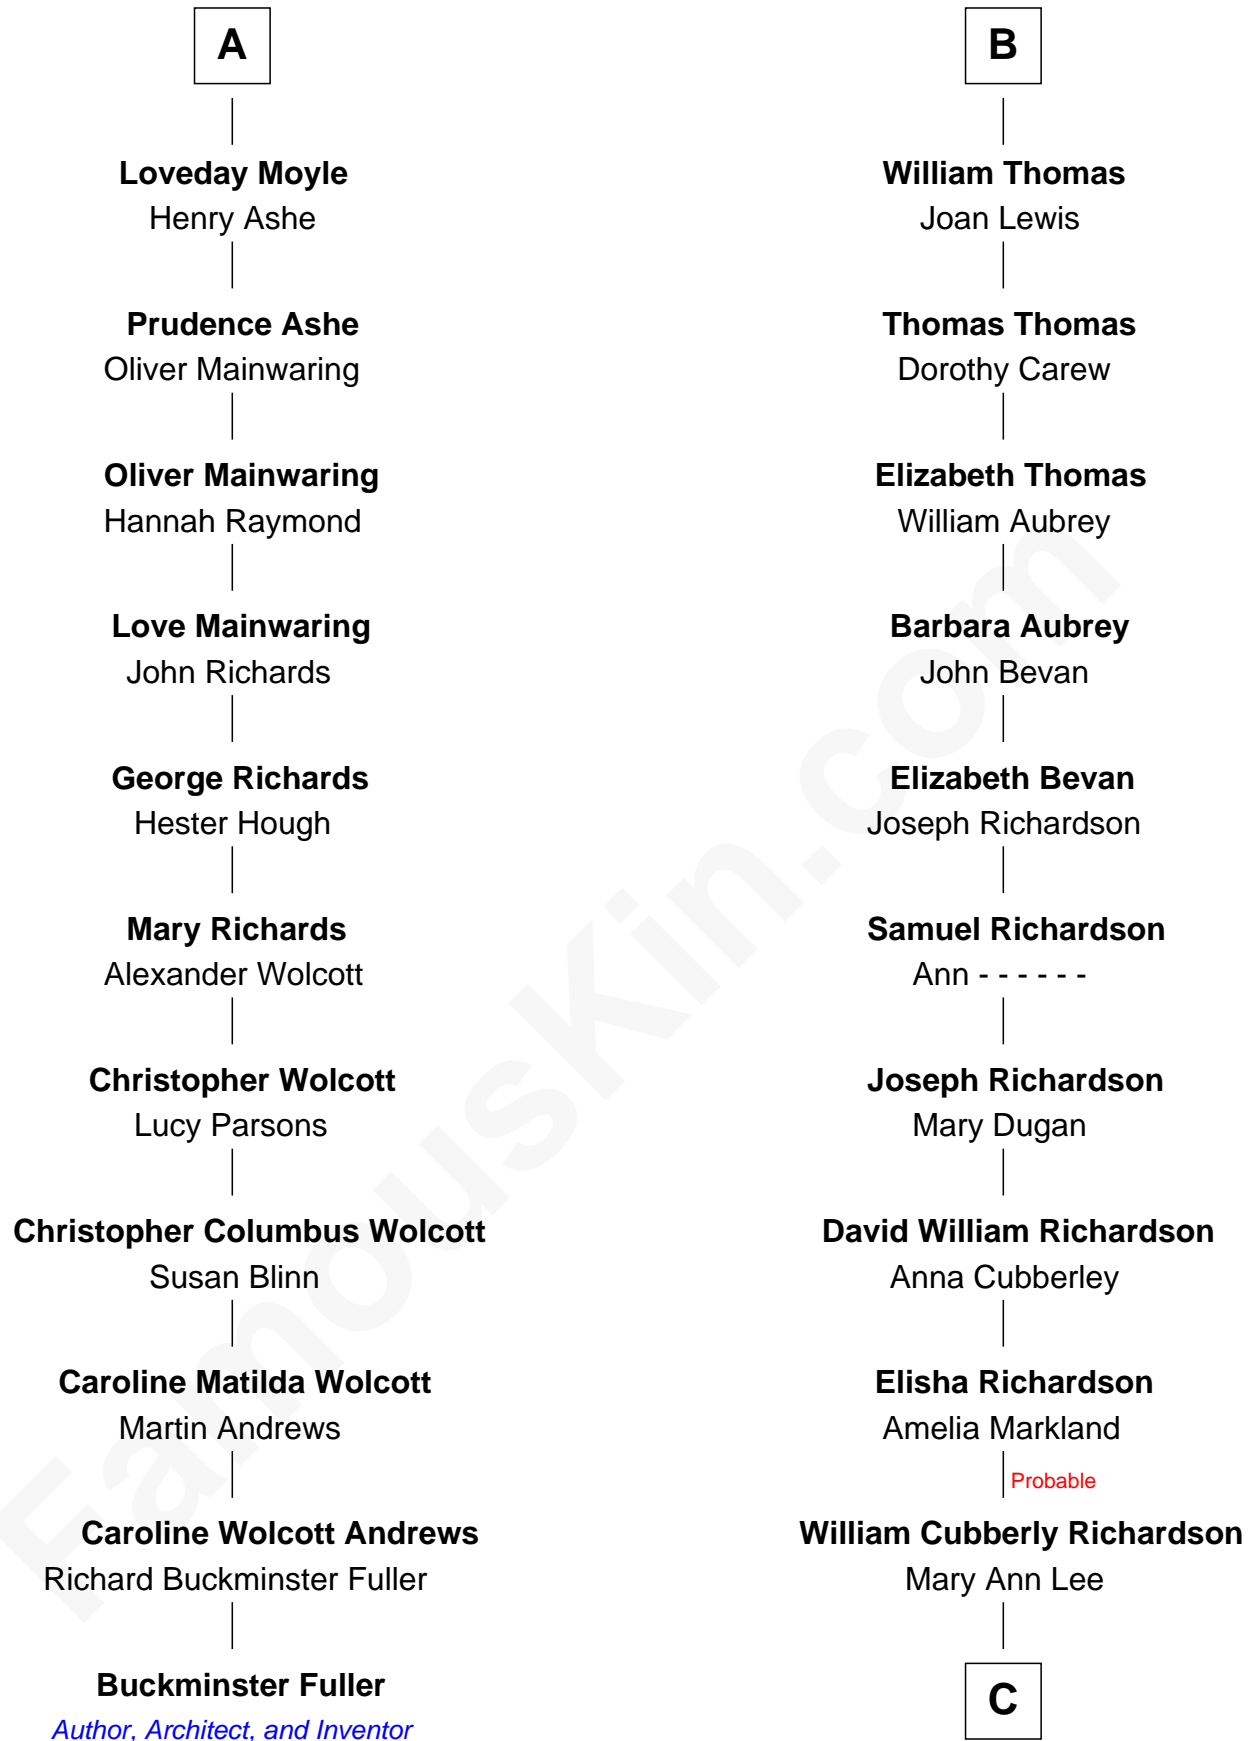 A
Loveday Moyle
Henry Ashe
Prudence Ashe
Oliver Mainwaring
Oliver Mainwaring
Hannah Raymond
Love Mainwaring
John Richards
George Richards
Hester Hough
Mary Richards
Alexander Wolcott
Christopher Wolcott
Lucy Parsons
Christopher Columbus Wolcott
Susan Blinn
Caroline Matilda Wolcott
Martin Andrews
Caroline Wolcott Andrews
Richard Buckminster Fuller
Buckminster Fuller
Author, Architect, and Inventor
B
William Thomas
Joan Lewis
Thomas Thomas
Dorothy Carew
Elizabeth Thomas
William Aubrey
Barbara Aubrey
John Bevan
Elizabeth Bevan
Joseph Richardson
Samuel Richardson
Ann - - - - - -
Joseph Richardson
Mary Dugan
David William Richardson
Anna Cubberley
Elisha Richardson
Amelia Markland
Probable
William Cubberly Richardson
Mary Ann Lee
C
FamousKin.com